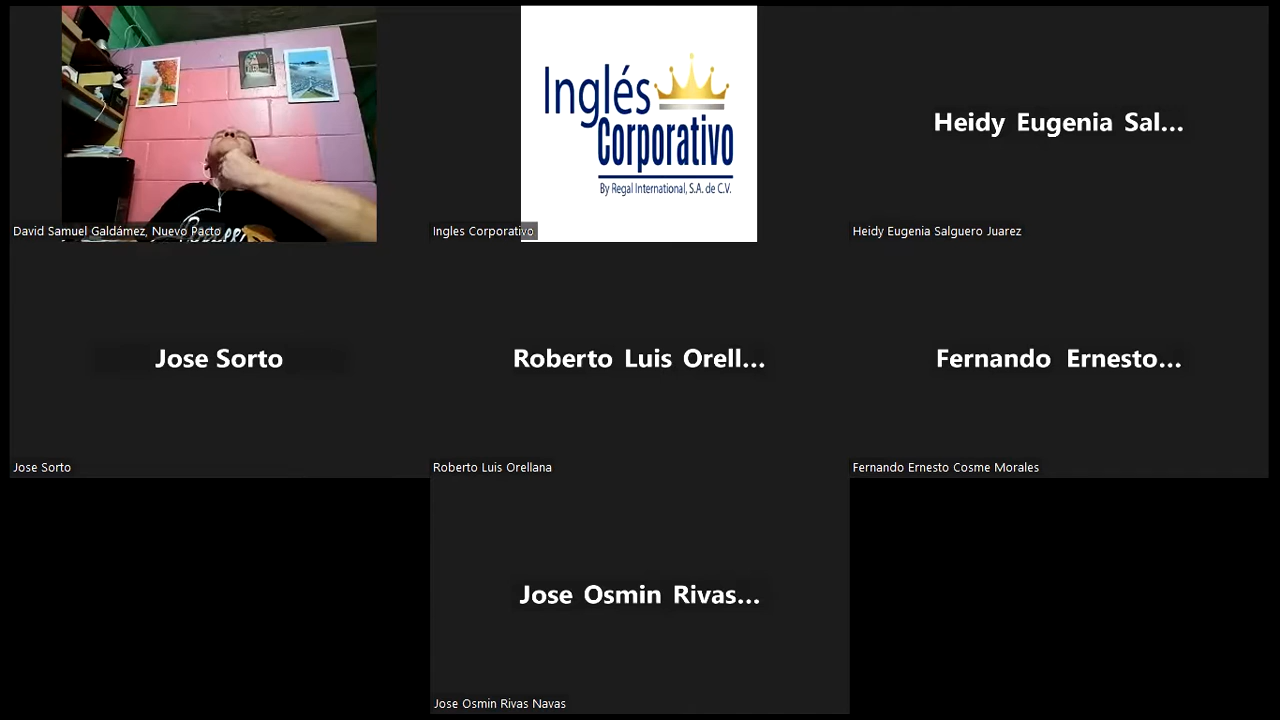 David Samuel Galdámez, Nuevo Pacto
Inglés
Corporativo
By Regal International, S.A. de C.V.
Ingles Corporativo
Heidy Eugenia Sal...
Heidy Eugenia Salguero Juarez
Jose Sorto
Jose Sorto
Roberto Luis Orell...
Roberto Luis Orellana
Fernando Ernesto...
Fernando Ernesto Cosme Morales
Jose Osmin Rivas...
Jose Osmin Rivas Navas